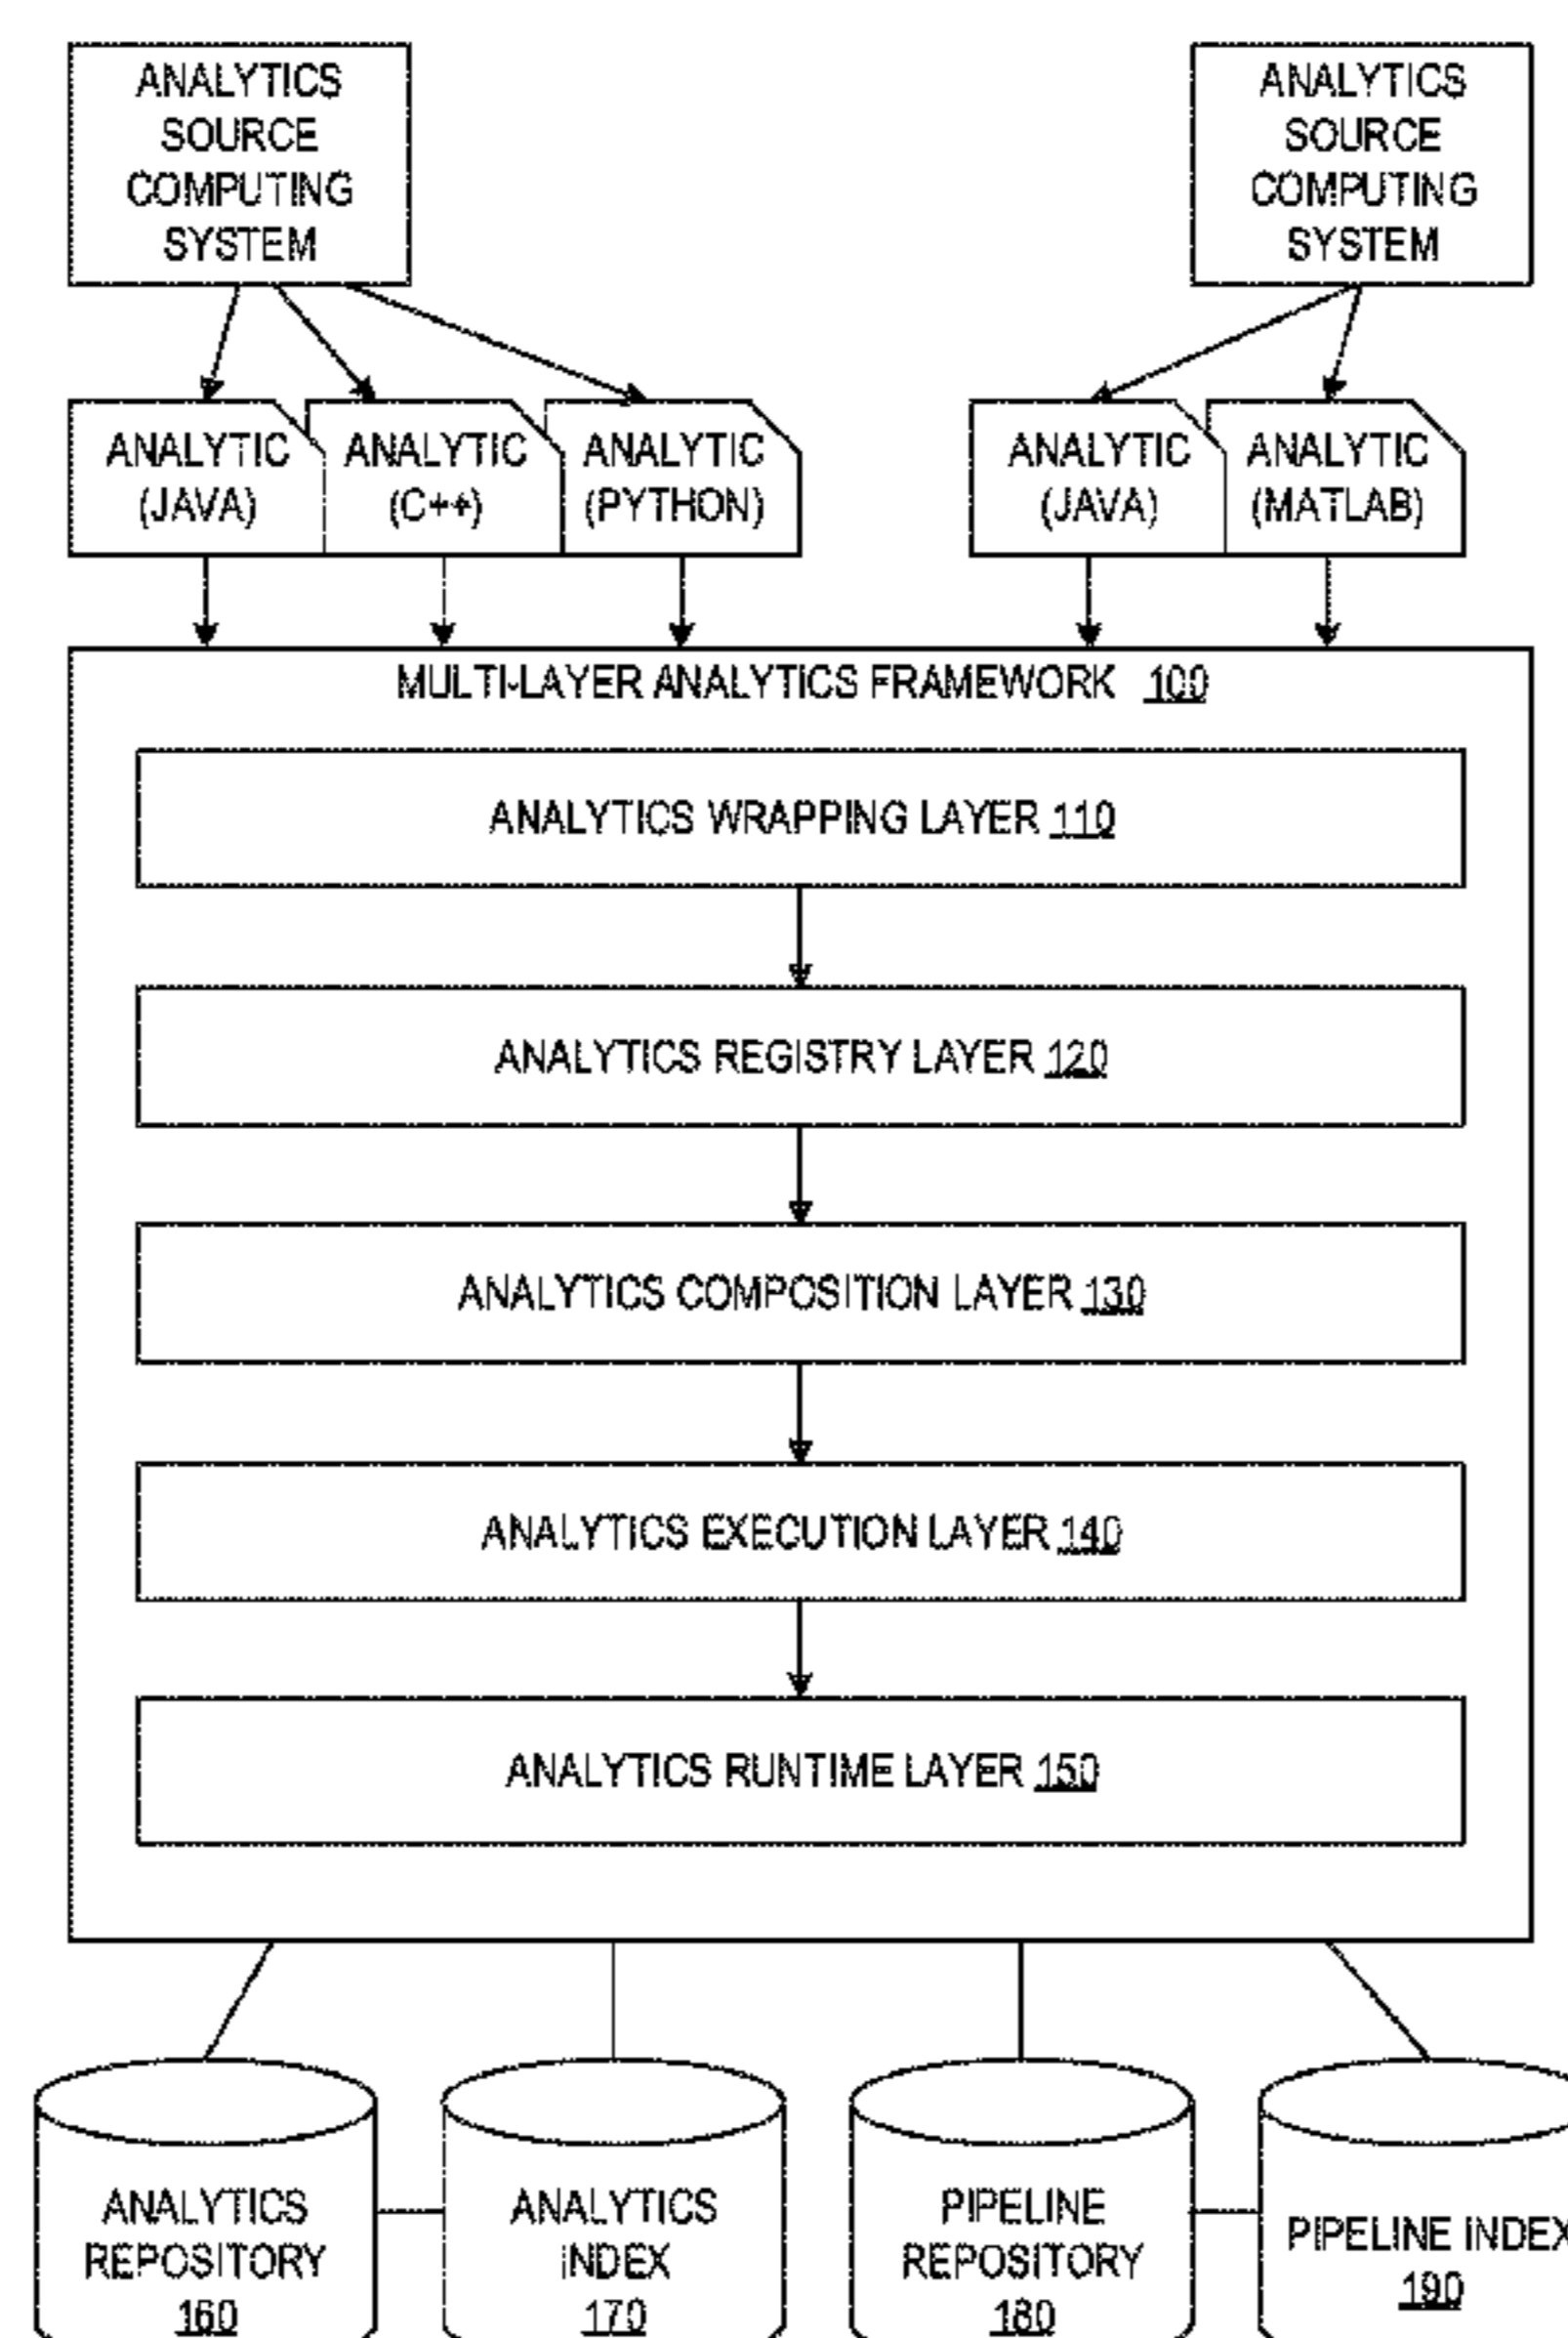 ANALYTICS
SOURCE
COMPUTING
SYSTEM
ANALYTICS
SOURCE
COMPUTING
SYSTEM
ANALYTIC
(JAVA)
ANALYTIC
(C++)
ANALYTIC
(PYTHON)
ANALYTIC
(JAVA)
ANALYTIC
(MATLAB)
MULTI-LAYER ANALYTICS FRAMEWORK 100
ANALYTICS WRAPPING LAYER 110
ANALYTICS REGISTRY LAYER 120
ANALYTICS COMPOSITION LAYER 130
ANALYTICS EXECUTION LAYER 140
ANALYTICS RUNTIME LAYER 150
ANALYTICS
REPOSITORY
160
ANALYTICS
INDEX
170
PIPELINE
REPOSITORY
180
PIPELINE INDEX
190